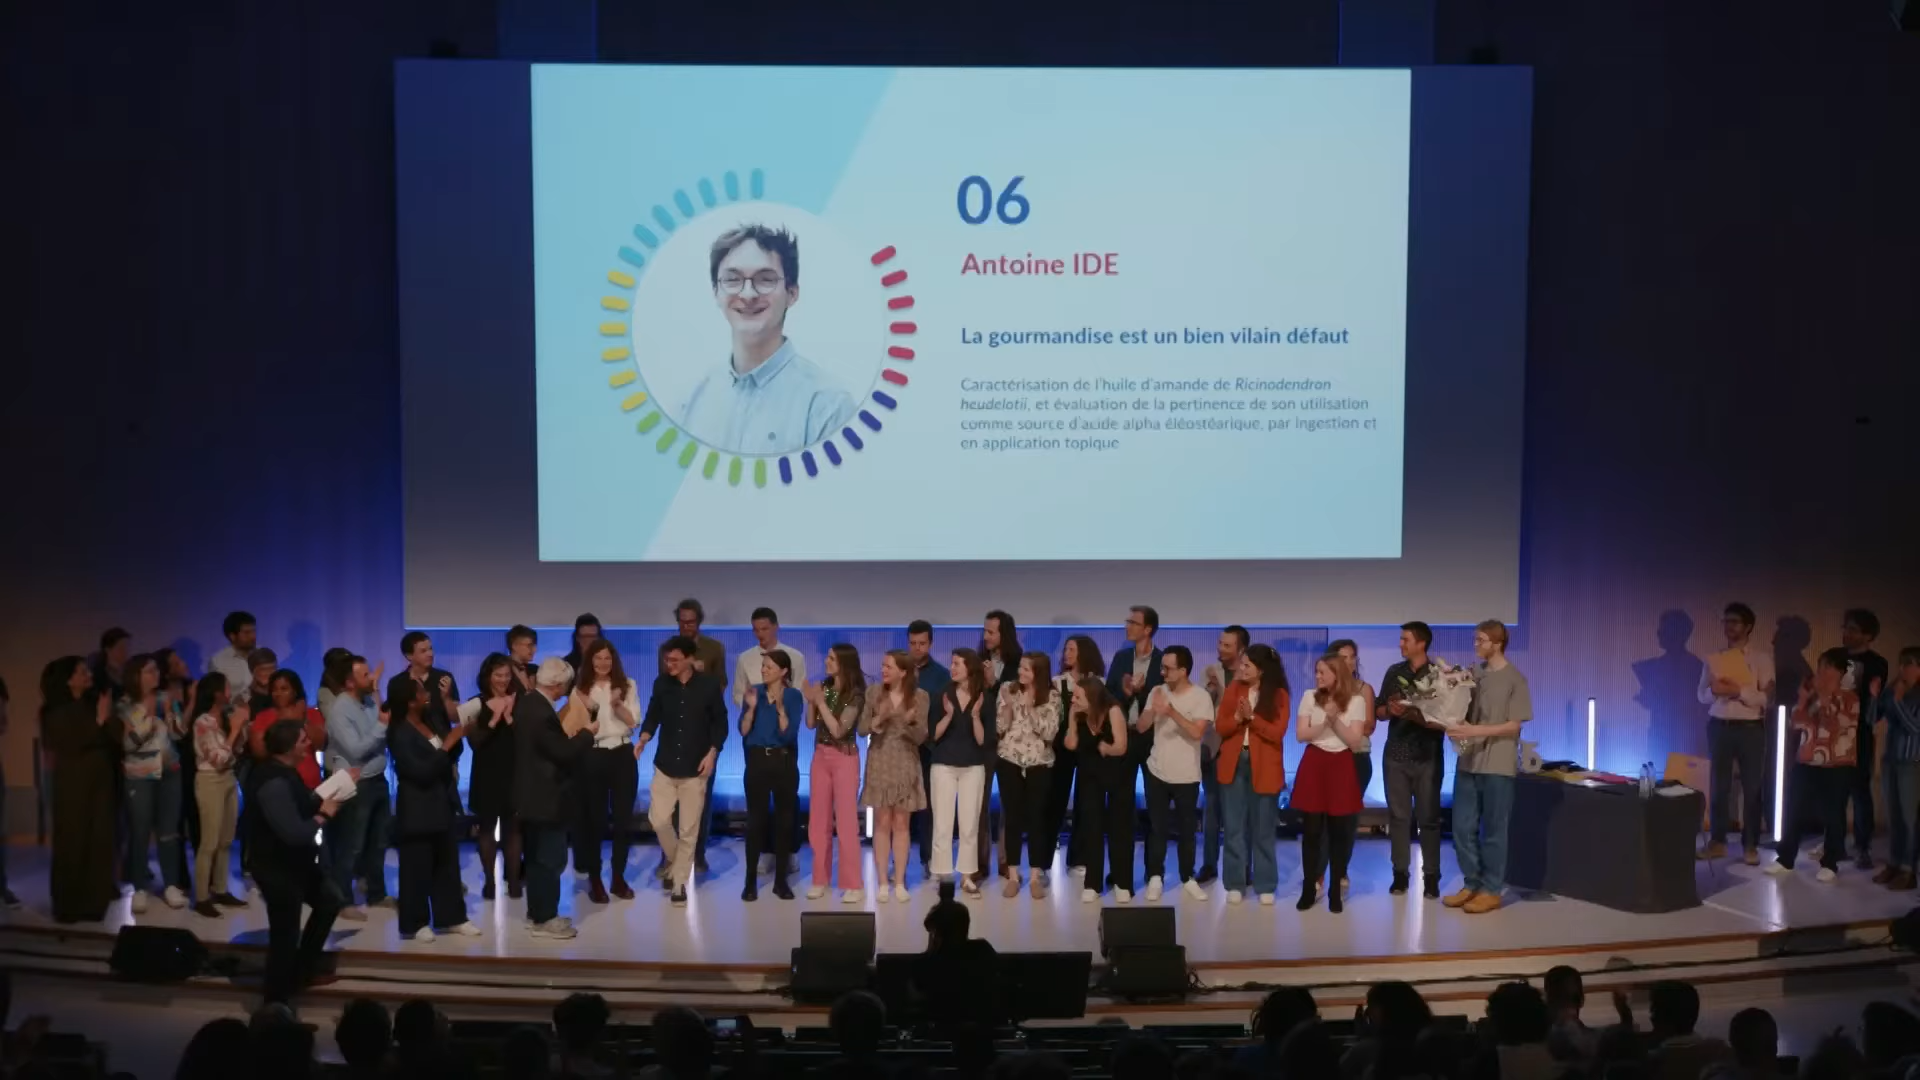 06
Antoine IDE
La gourmandise est un bien vilain défaut
Caractérisation de l'huile d'amande de Ricinodendron
heudelotii, et évaluation de la pertinence de son utilisation
comme source d'acide alpha éléostéarique, par ingestion et
en application topique